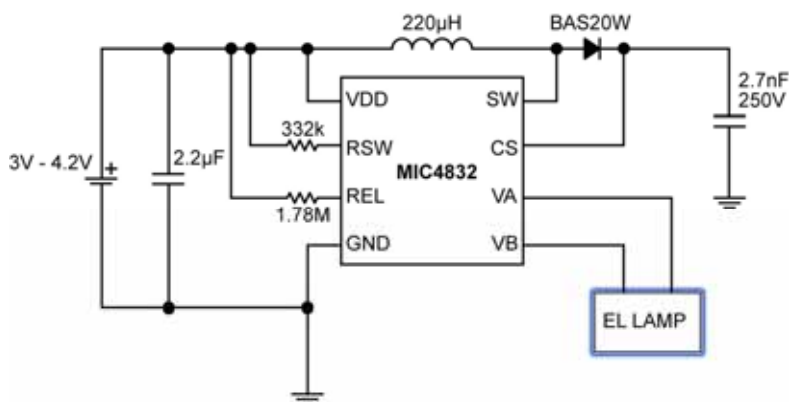 220μH
BAS20W
2.7nF
250V
VDD
SW
332k
RSW
CS
3V - 4.2V
+
2.2μF
MIC4832
REL
VA
1.78M
GND
VB
EL LAMP